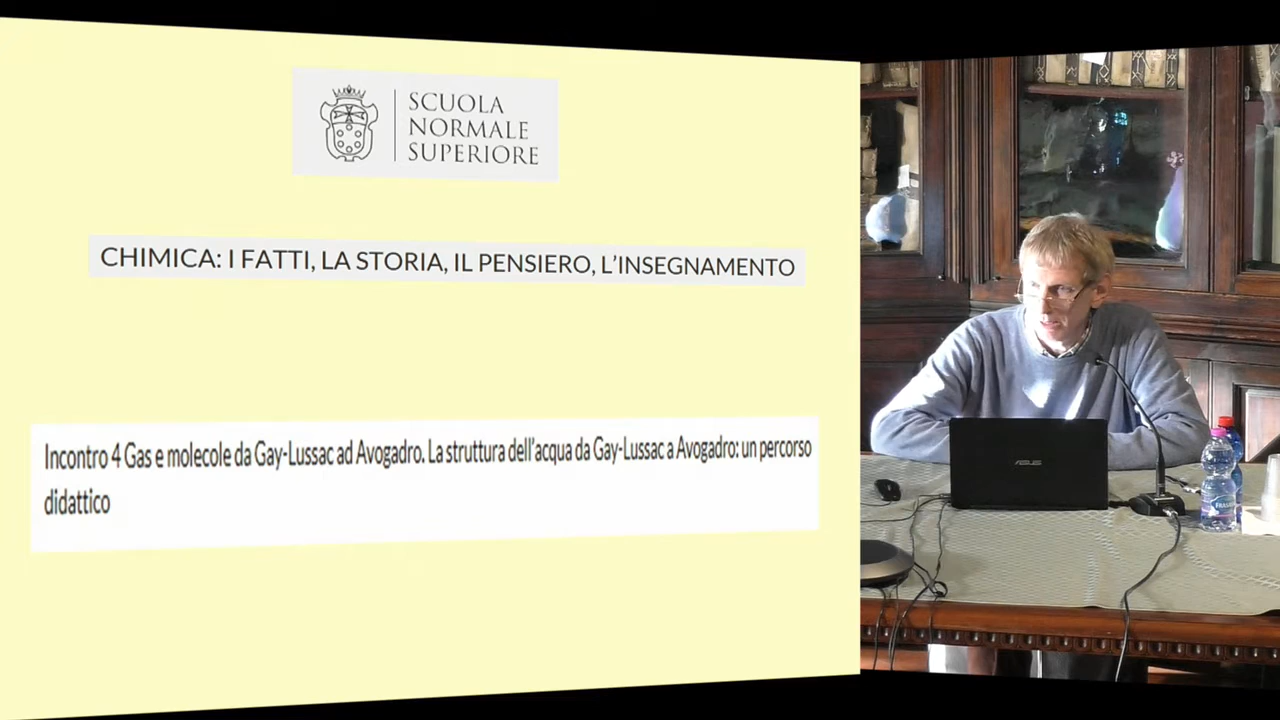 SCUOLA
NORMALE
SUPERIORE
CHIMICA: I FATTI, LA STORIA, IL PENSIERO, L'INSEGNAMENTO
Incontro 4 Gas e molecole da Gay-Lussac ad Avogadro. La struttura dell'acqua da Gay-Lussac a Avogadro: un percorso
didattico
ASUS